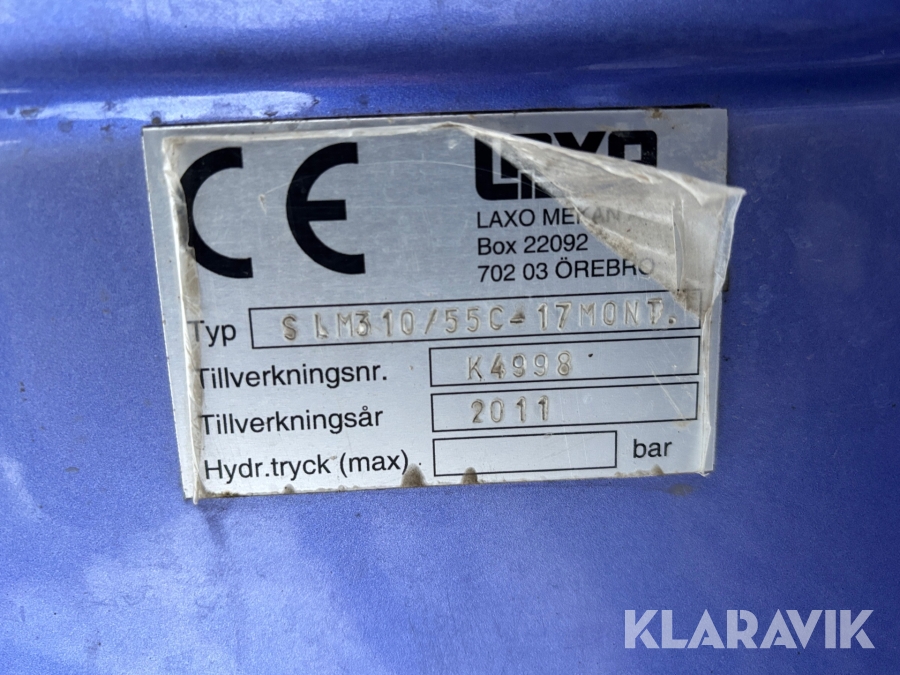 CE
LAXO
LAXO MEKAN
Box 22092
702 03 ÖREBRO
Typ SLM310/55C-17MONT.
Tillverkningsnr. K4998
Tillverkningsår 2011
Hydr.tryck (max) bar
KLARAVIK